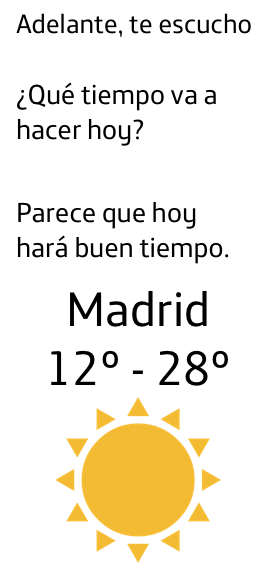 Adelante, te escucho
¿Qué tiempo va a
hacer hoy?
Parece que hoy
hará buen tiempo.
Madrid
12º - 28º